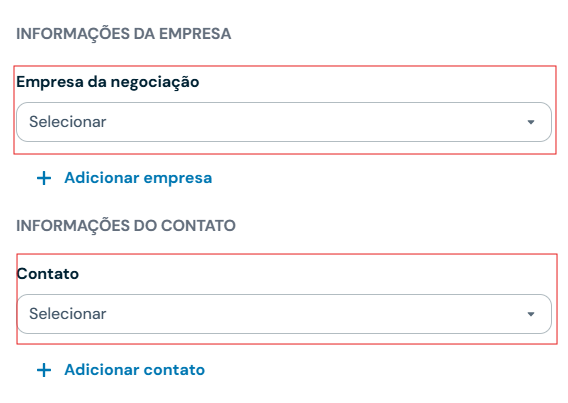 INFORMAÇÕES DA EMPRESA
Empresa da negociação
Selecionar
+ Adicionar empresa
INFORMAÇÕES DO CONTATO
Contato
Selecionar
+ Adicionar contato